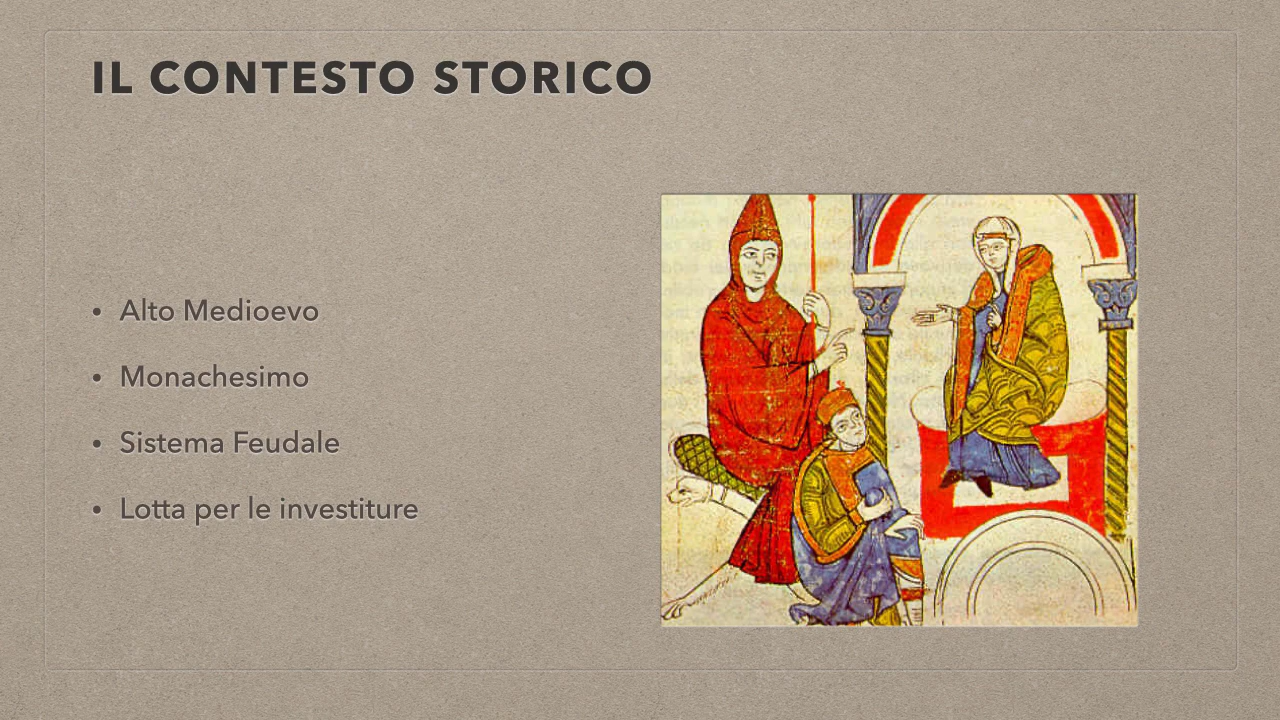 IL CONTESTO STORICO
• Alto Medioevo
• Monachesimo
• Sistema Feudale
• Lotta per le investiture